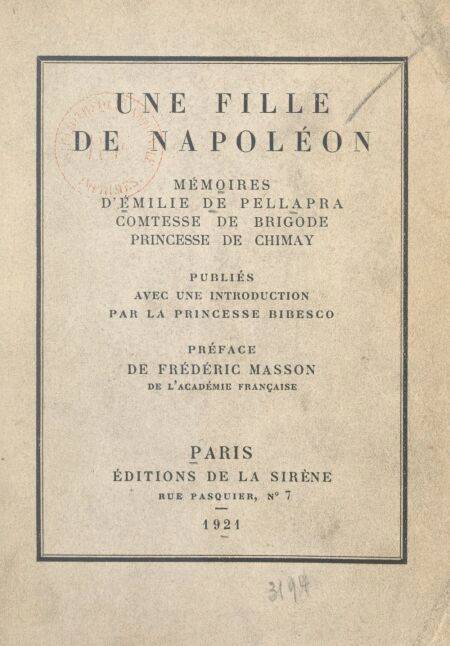 UNE FILLE
DE NAPOLÉON
MÉMOIRES
D'ÉMILIE DE PELLAPRA
COMTESSE DE BRIGODE
PRINCESSE DE CHIMAY
PUBLIÉS
AVEC UNE INTRODUCTION
PAR LA PRINCESSE BIBESCO
PRÉFACE
DE FRÉDÉRIC MASSON
DE L'ACADÉMIE FRANÇAISE
PARIS
ÉDITIONS DE LA SIRÈNE
RUE PASQUIER, Nº 7
1921
3194